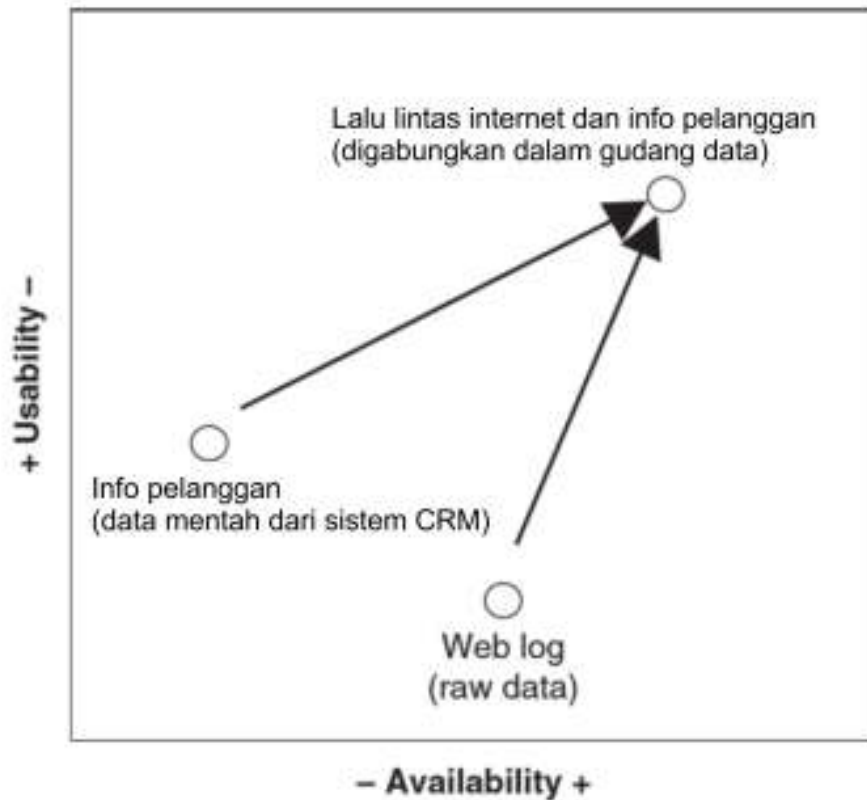 Lalu lintas internet dan info pelanggan
(digabungkan dalam gudang data)
+ Usability –
Info pelanggan
(data mentah dari sistem CRM)
Web log
(raw data)
– Availability +